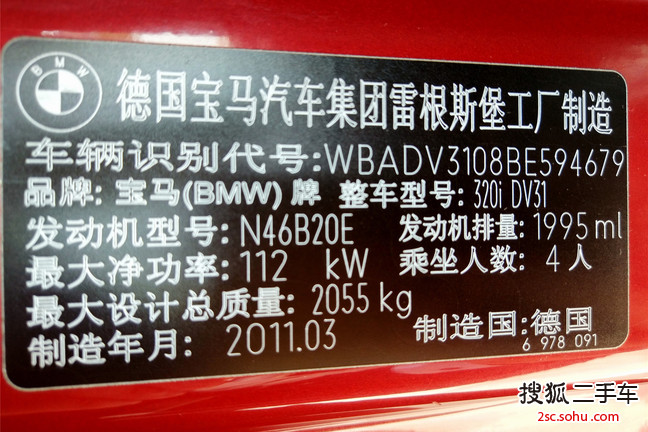 BMW 德国宝马汽车集团雷根斯堡工厂制造
车辆识别代号:WBADV3108BE594679
品牌:宝马(BMW)牌 整车型号:320i DV31
发动机型号:N46B20E 发动机排量:1995 ml
最大净功率:112 kW 乘坐人数:4人
最大设计总质量:2055 kg
制造年月:2011.03 制造国:德国
6 978 091
搜狐 二手车
2sc.sohu.com